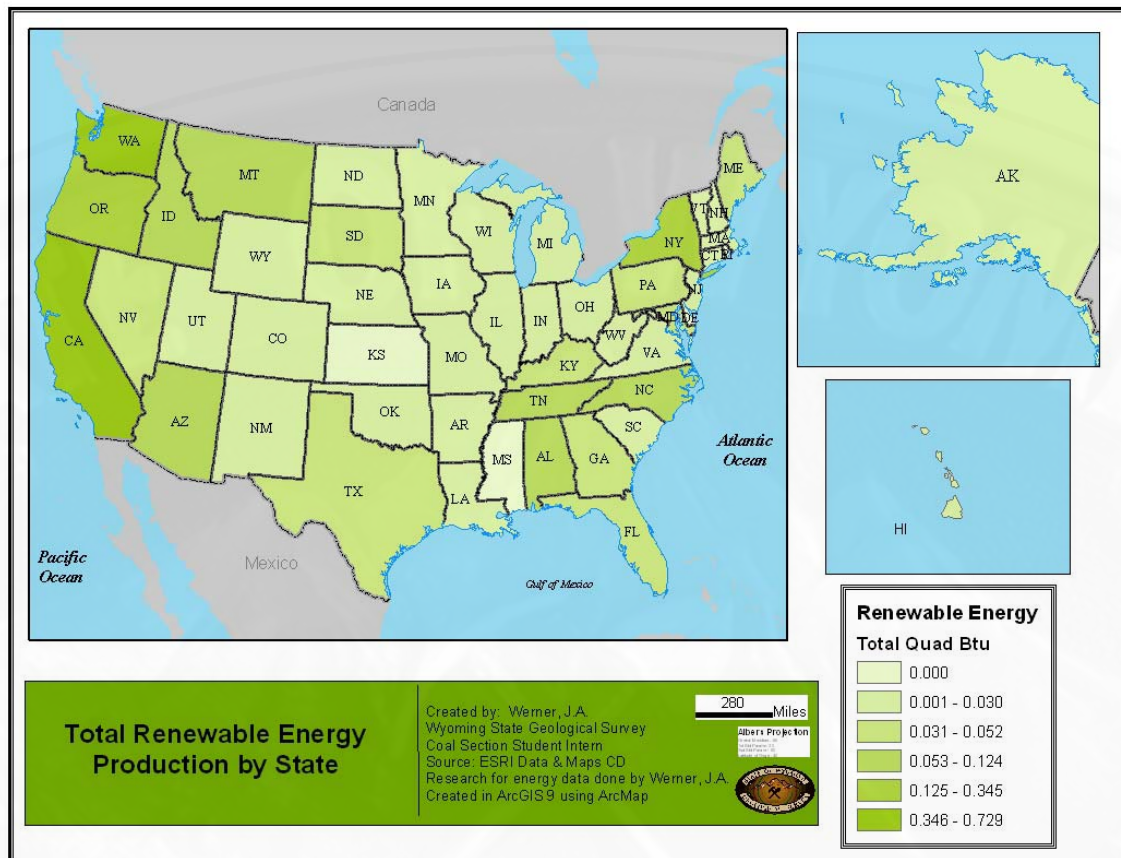 Canada
WA
MT
ND
MN
ME
OR
ID
SD
WI
MI
VT
NH
NY
MA
CT
RI
WY
IA
PA
NJ
NE
NV
UT
CO
IL
IN
OH
MD
DE
WV
VA
CA
KS
MO
KY
TN
NC
AZ
NM
OK
AR
SC
MS
AL
GA
TX
LA
FL
Mexico
Pacific
Ocean
Atlantic
Ocean
Gulf of Mexico
AK
HI
Total Renewable Energy
Production by State
Created by: Werner, J.A.
Wyoming State Geological Survey
Coal Section Student Intern
Source: ESRI Data & Maps CD
Research for energy data done by Werner, J.A.
Created in ArcGIS 9 using ArcMap
280
Miles
Albers Projection
Renewable Energy
Total Quad Btu
0.000
0.001 - 0.030
0.031 - 0.052
0.053 - 0.124
0.125 - 0.345
0.346 - 0.729